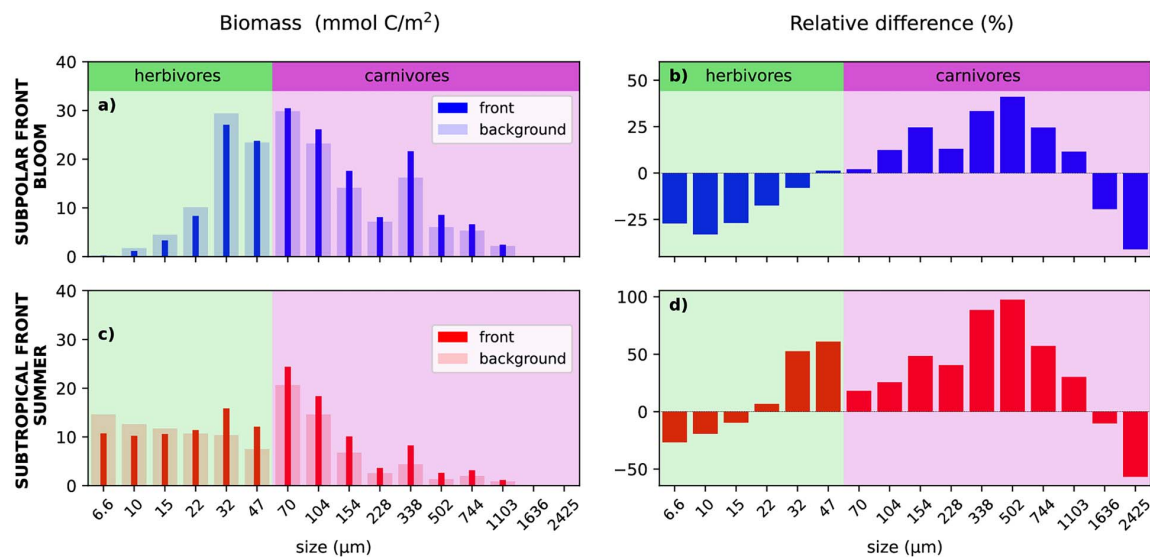 Biomass (mmol C/m²)
Relative difference (%)
SUBPOLAR FRONT
BLOOM
40
30
20
10
0
herbivores
carnivores
a)
front
background
50
25
0
−25
herbivores
carnivores
b)
SUBTROPICAL FRONT
SUMMER
40
30
20
10
0
c)
front
background
100
50
0
−50
d)
6.6 10 15 22 32 47 70 104 154 228 338 502 744 1103 1636 2425
size (μm)
6.6 10 15 22 32 47 70 104 154 228 338 502 744 1103 1636 2425
size (μm)